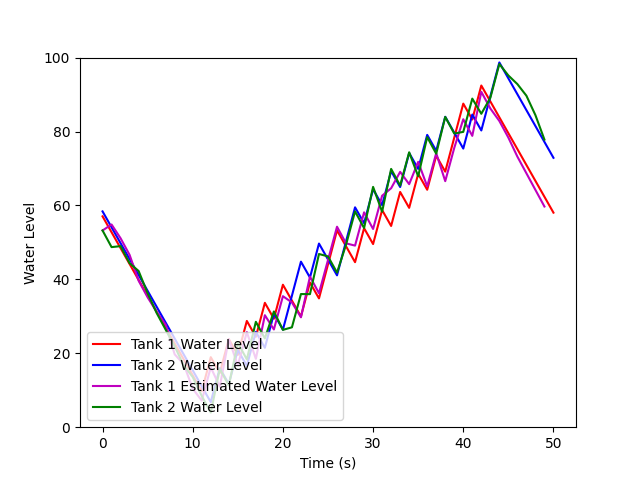 100
80
60
40
20
0
Water Level
Tank 1 Water Level
Tank 2 Water Level
Tank 1 Estimated Water Level
Tank 2 Water Level
0 10 20 30 40 50
Time (s)